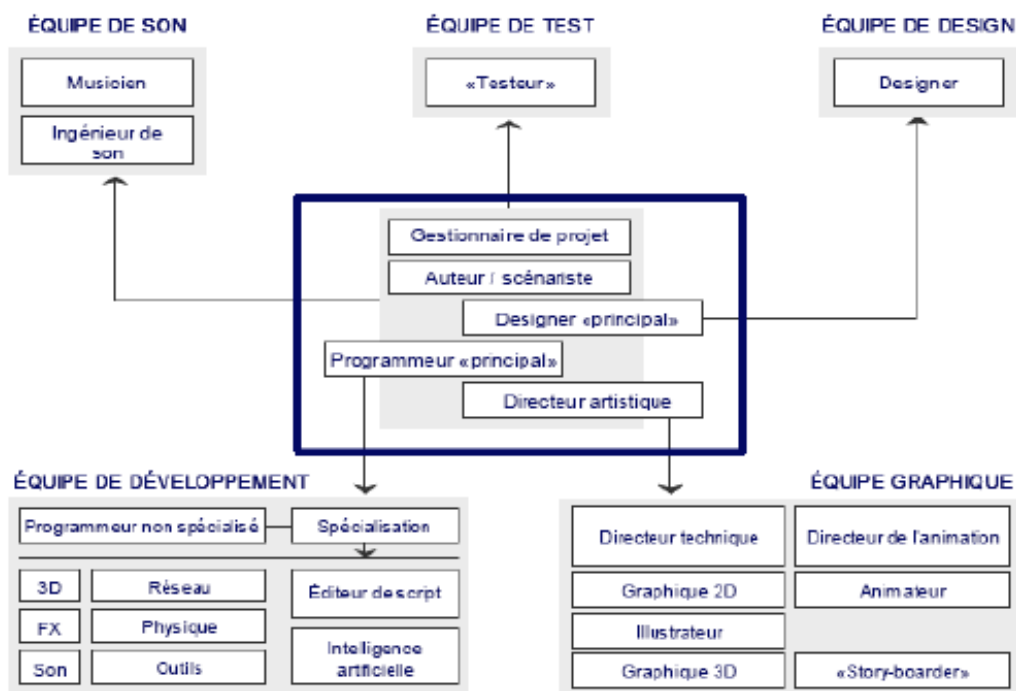 ÉQUIPE DE SON
Musicien
Ingénieur de
son
ÉQUIPE DE TEST
«Testeur»
ÉQUIPE DE DESIGN
Designer
Gestionnaire de projet
Auteur / scénariste
Designer «principal»
Programmeur «principal»
Directeur artistique
ÉQUIPE DE DÉVELOPPEMENT
Programmeur non spécialisé
Spécialisation
3D
Réseau
Éditeur de script
FX
Physique
Intelligence
artificielle
Son
Outils
ÉQUIPE GRAPHIQUE
Directeur technique
Directeur de l'animation
Graphique 2D
Animateur
Illustrateur
Graphique 3D
«Story-boarder»